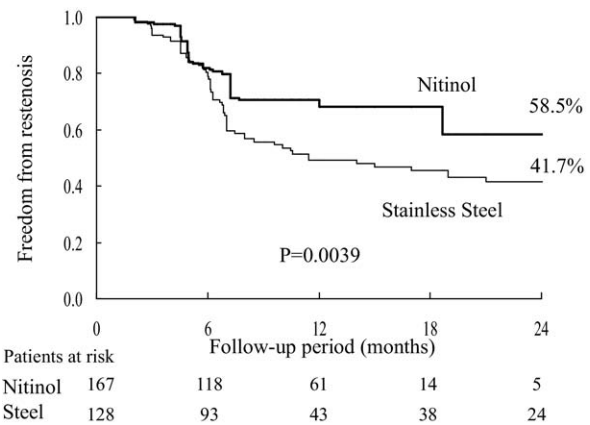 Freedom from restenosis
1.0
0.8
0.6
0.4
0.2
0.0
Nitinol
58.5%
41.7%
Stainless Steel
P=0.0039
0 6 12 18 24
Follow-up period (months)
Patients at risk
Nitinol 167 118 61 14 5
Steel 128 93 43 38 24